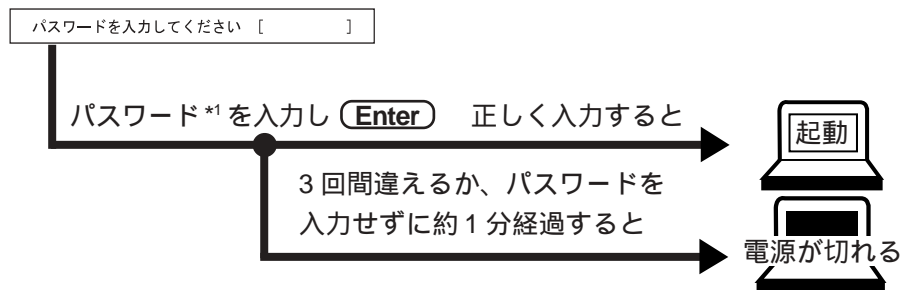 パスワードを入力してください [ ]
パスワード*1を入力し Enter 正しく入力すると
起動
3回間違えるか、パスワードを
入力せずに約1分経過すると
電源が切れる